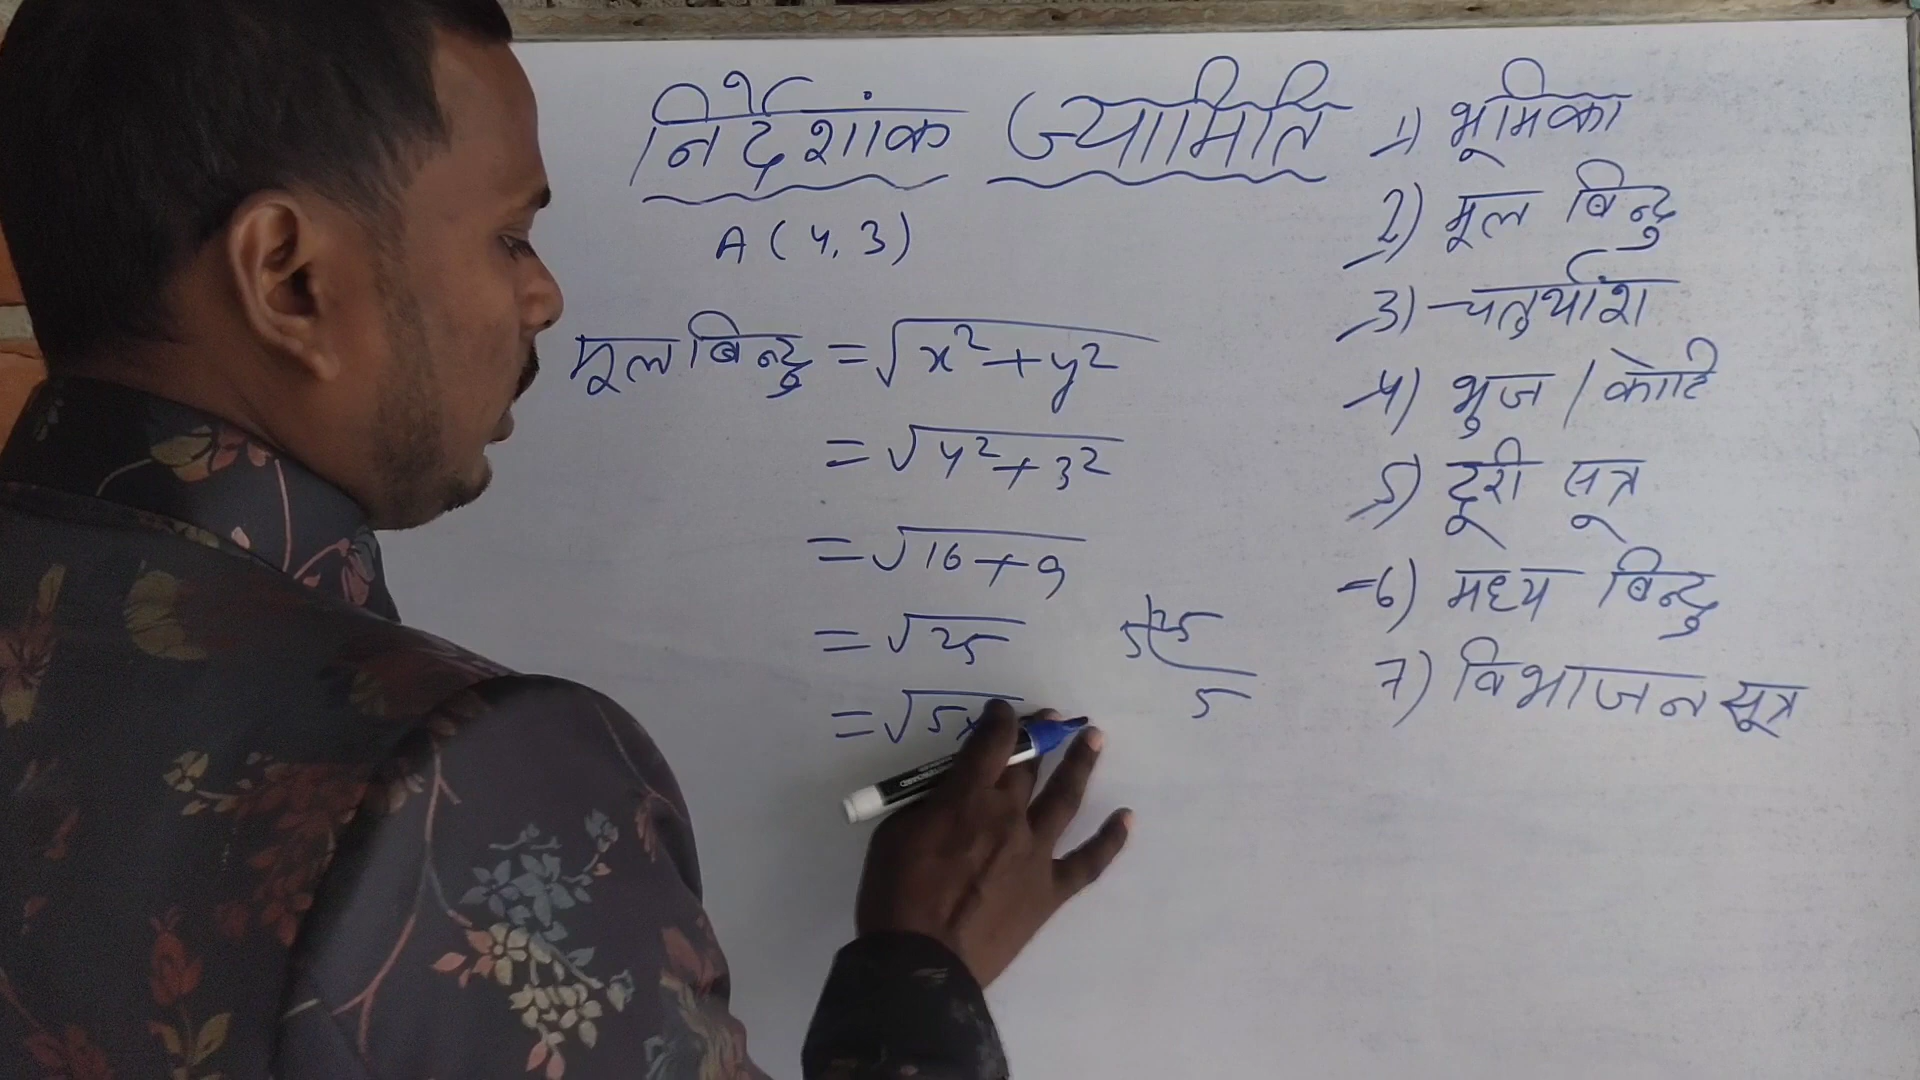 निर्देशांक ज्यामिति
A (4, 3)
मूल बिन्दु = √x²+y²
= √4²+3²
= √16+9
= √25
= √5x
5 25
5
1) भूमिका
2) मूल बिन्दु
3) चतुर्थांश
4) भुज / कोटि
5) दूरी सूत्र
6) मध्य बिन्दु
7) विभाजन सूत्र